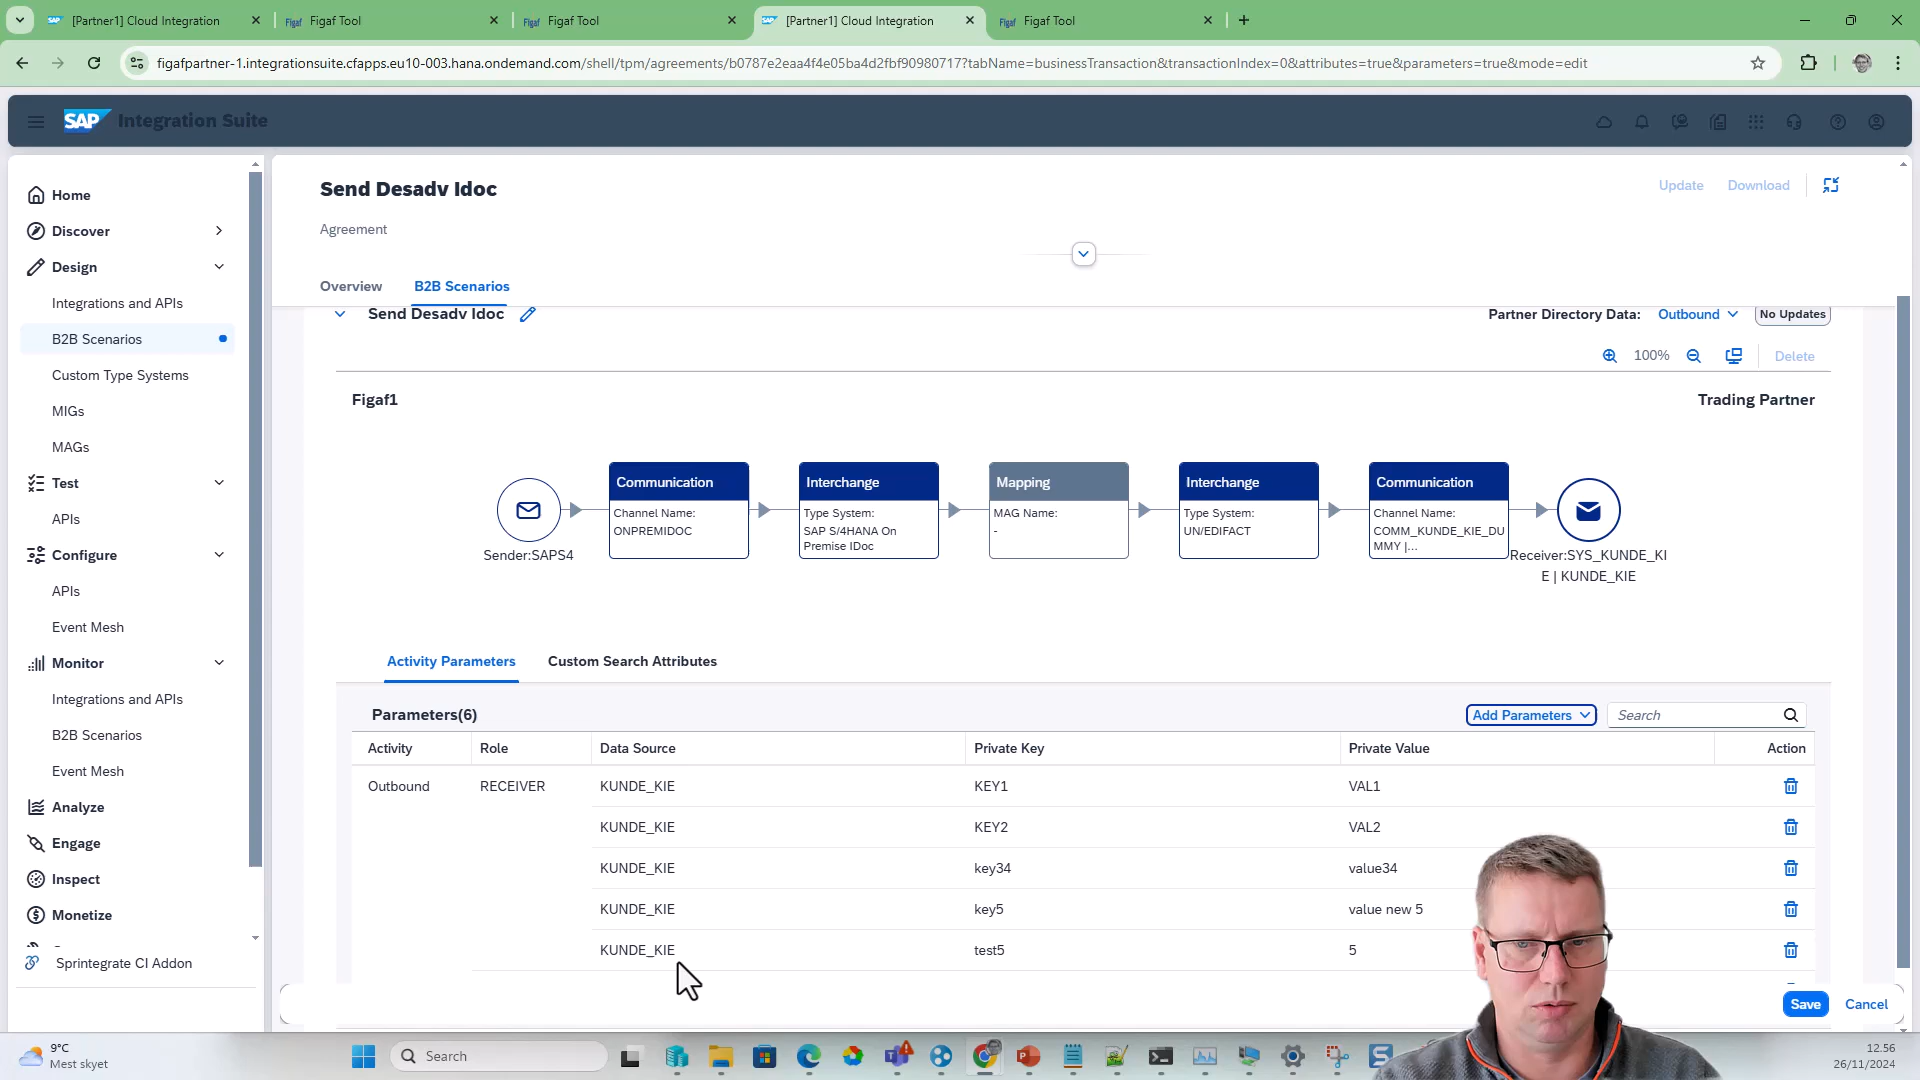 [Partner1] Cloud Integration
Figaf Figaf Tool
Figaf Figaf Tool
[Partner1] Cloud Integration
Figaf Figaf Tool
figafpartner-1.integrationsuite.cfapps.eu10-003.hana.ondemand.com/shell/tpm/agreements/b0787e2eaa4f4e05ba4d2fbf90980717?tabName=businessTransaction&transactionIndex=0&attributes=true&parameters=true&mode=edit
SAP Integration Suite
Home
Discover
Design
Integrations and APIs
B2B Scenarios
Custom Type Systems
MIGs
MAGs
Test
APIs
Configure
APIs
Event Mesh
Monitor
Integrations and APIs
B2B Scenarios
Event Mesh
Analyze
Engage
Inspect
Monetize
Sprintegrate CI Addon
Send Desadv Idoc
Update Download
Agreement
Overview B2B Scenarios
Send Desadv Idoc
Partner Directory Data: Outbound No Updates
100% Delete
Figaf1 Trading Partner
Sender:SAPS4
Communication
Channel Name:
ONPREMIDOC
Interchange
Type System:
SAP S/4HANA On
Premise IDoc
Mapping
MAG Name:
-
Interchange
Type System:
UN/EDIFACT
Communication
Channel Name:
COMM_KUNDE_KIE_DU
MMY |...
Receiver:SYS_KUNDE_KI
E | KUNDE_KIE
Activity Parameters Custom Search Attributes
Parameters(6) Add Parameters Search
Activity Role Data Source Private Key Private Value Action
Outbound RECEIVER KUNDE_KIE KEY1 VAL1
KUNDE_KIE KEY2 VAL2
KUNDE_KIE key34 value34
KUNDE_KIE key5 value new 5
KUNDE_KIE test5 5
Save Cancel
9°C
Mest skyet
Search
12.56
26/11/2024